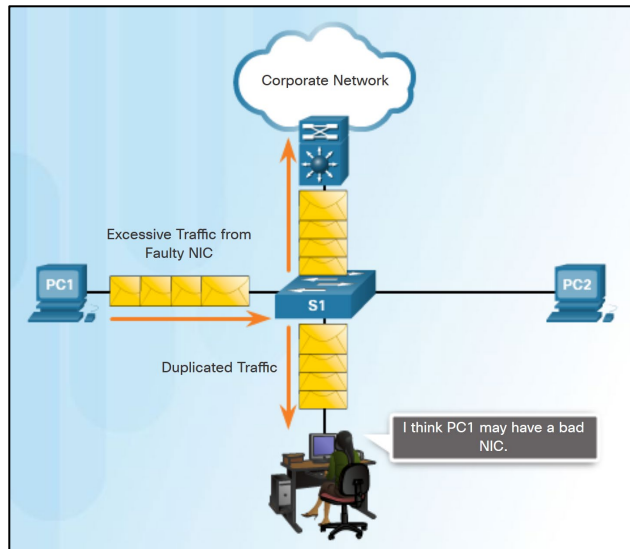 Corporate Network
Excessive Traffic from
Faulty NIC
PC1
S1
PC2
Duplicated Traffic
I think PC1 may have a bad
NIC.